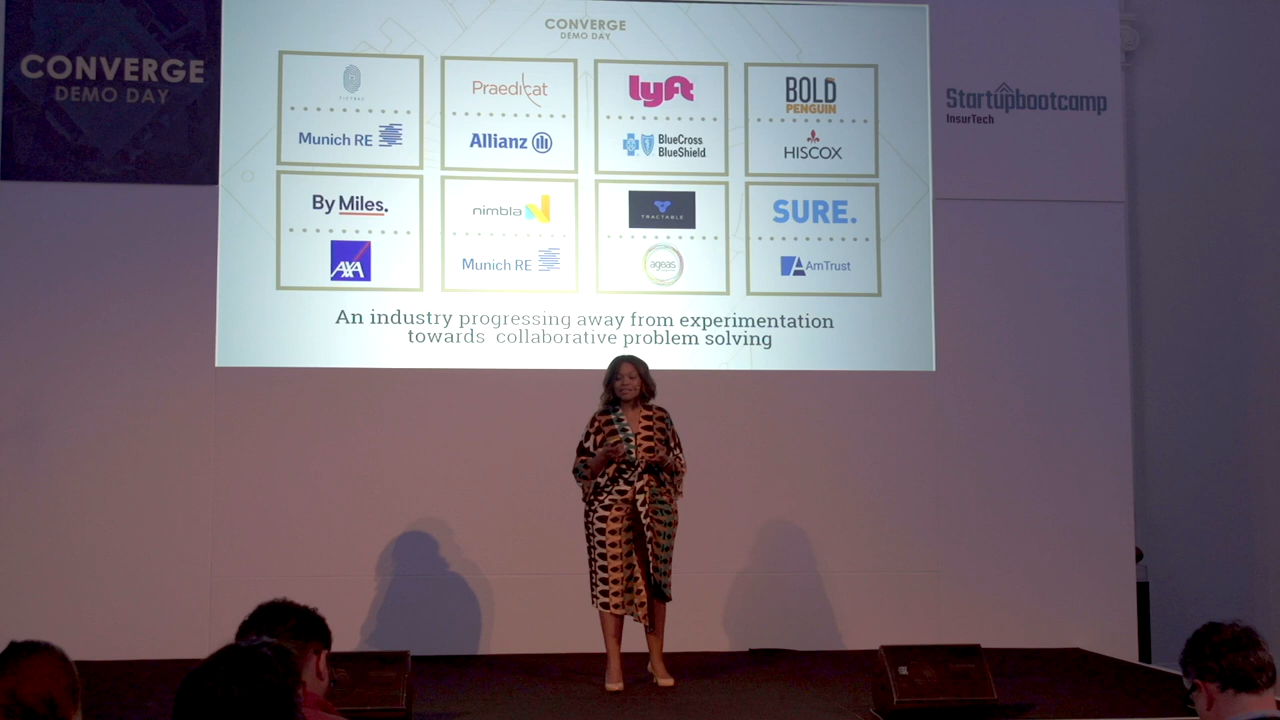 CONVERGE
DEMO DAY
CONVERGE
DEMO DAY
Startupbootcamp
InsurTech
Praedicat
lyft
BOLD
PENGUIN
Munich RE
Allianz
BlueCross
BlueShield
HISCOX
By Miles.
nimbla
TRACTABLE
SURE.
AXA
Munich RE
ageas
AmTrust
An industry progressing away from experimentation
towards collaborative problem solving